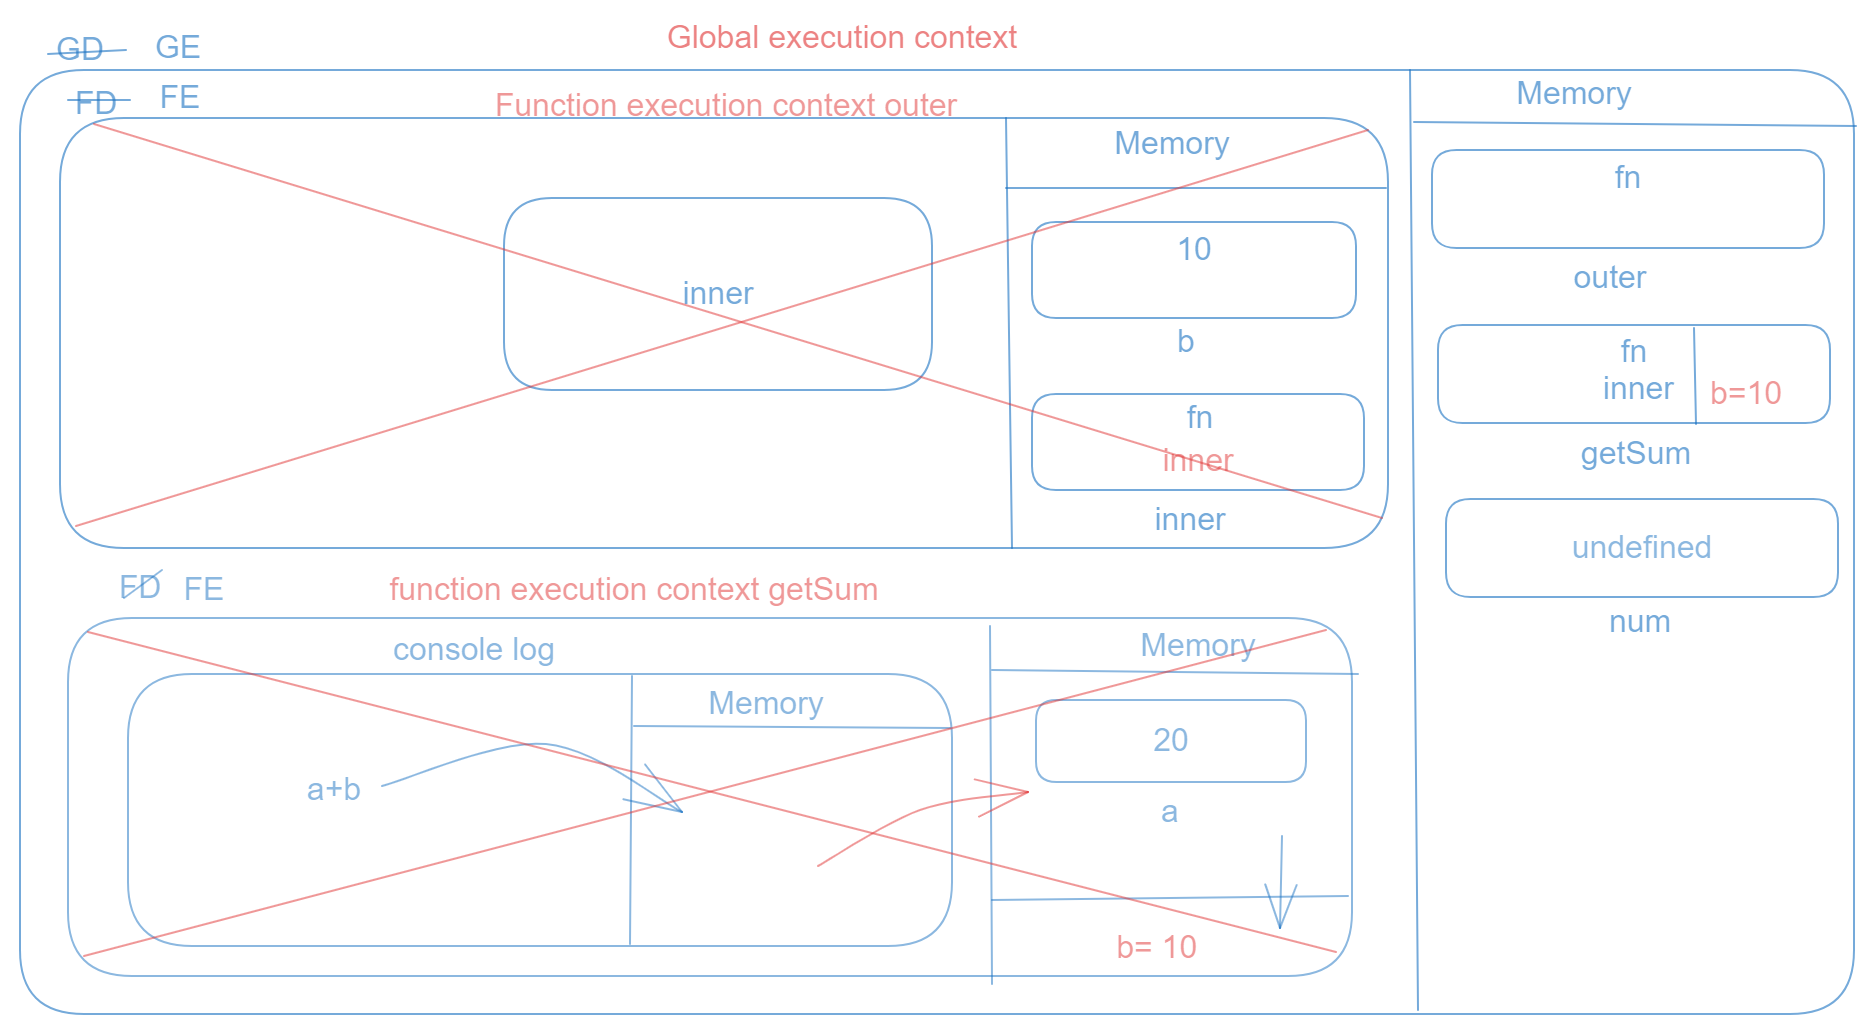 Global execution context
GD GE
FD FE
Function execution context outer
Memory
fn
outer
fn
inner
b=10
getSum
undefined
num
Memory
10
b
fn
inner
inner
inner
FD FE
function execution context getSum
console log
Memory
a+b
Memory
20
a
b= 10